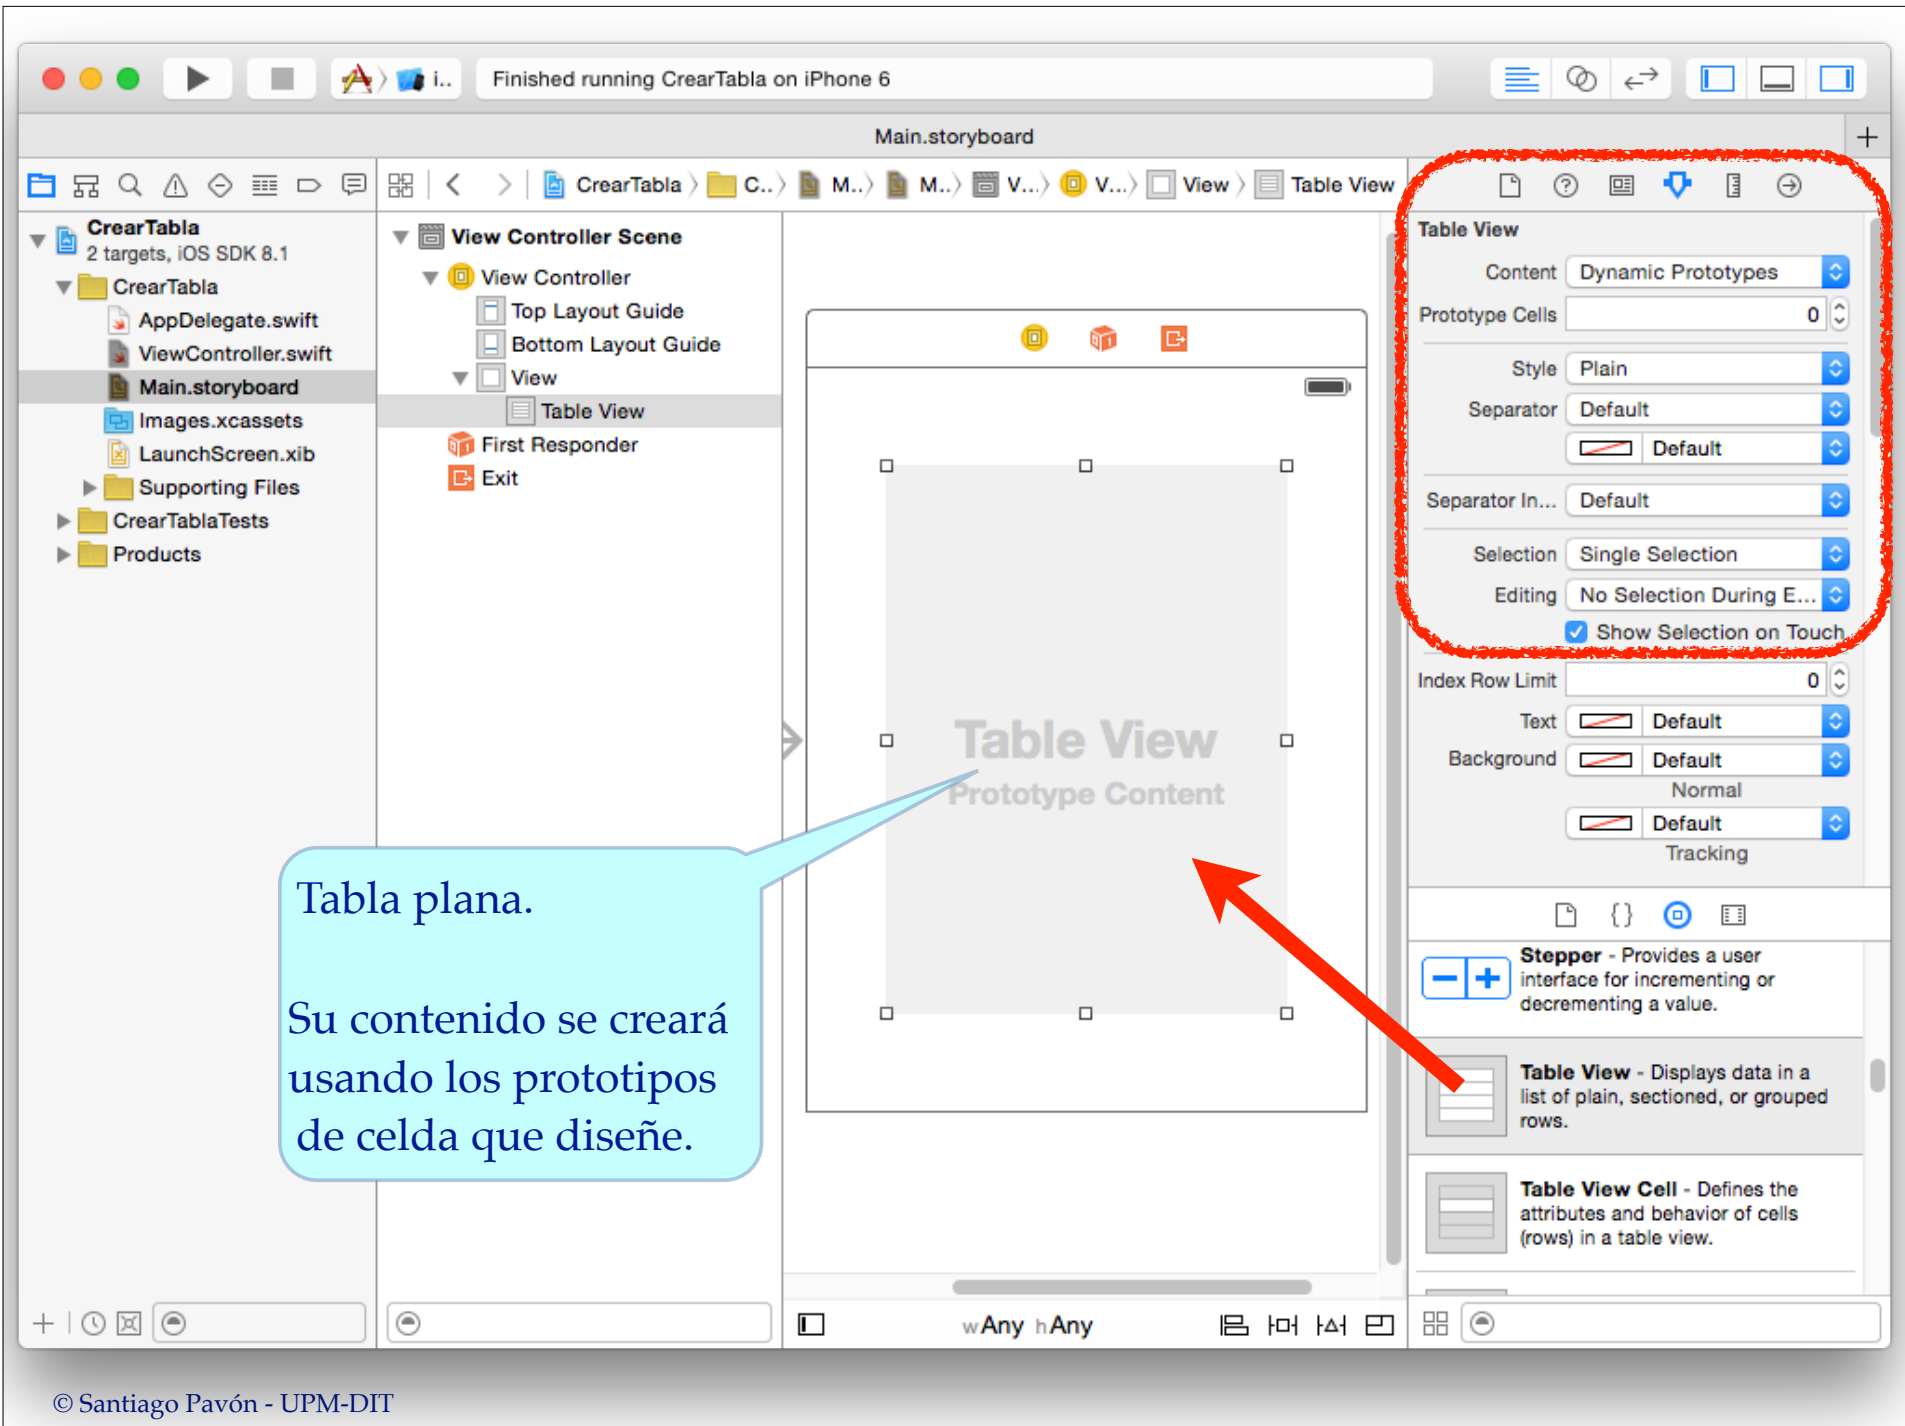 i..
Finished running CrearTabla on iPhone 6
Main.storyboard
CrearTabla
C..
M..
M..
V...
V...
View
Table View
CrearTabla
2 targets, iOS SDK 8.1
CrearTabla
AppDelegate.swift
ViewController.swift
Main.storyboard
Images.xcassets
LaunchScreen.xib
Supporting Files
CrearTablaTests
Products
View Controller Scene
View Controller
Top Layout Guide
Bottom Layout Guide
View
Table View
First Responder
Exit
Table View
Prototype Content
Tabla plana.
Su contenido se creará
usando los prototipos
de celda que diseñe.
wAny hAny
Table View
Content Dynamic Prototypes
Prototype Cells 0
Style Plain
Separator Default
Default
Separator In... Default
Selection Single Selection
Editing No Selection During E...
Show Selection on Touch
Index Row Limit 0
Text Default
Background Default
Normal
Default
Tracking
{}
Stepper - Provides a user
interface for incrementing or
decrementing a value.
Table View - Displays data in a
list of plain, sectioned, or grouped
rows.
Table View Cell - Defines the
attributes and behavior of cells
(rows) in a table view.
© Santiago Pavón - UPM-DIT